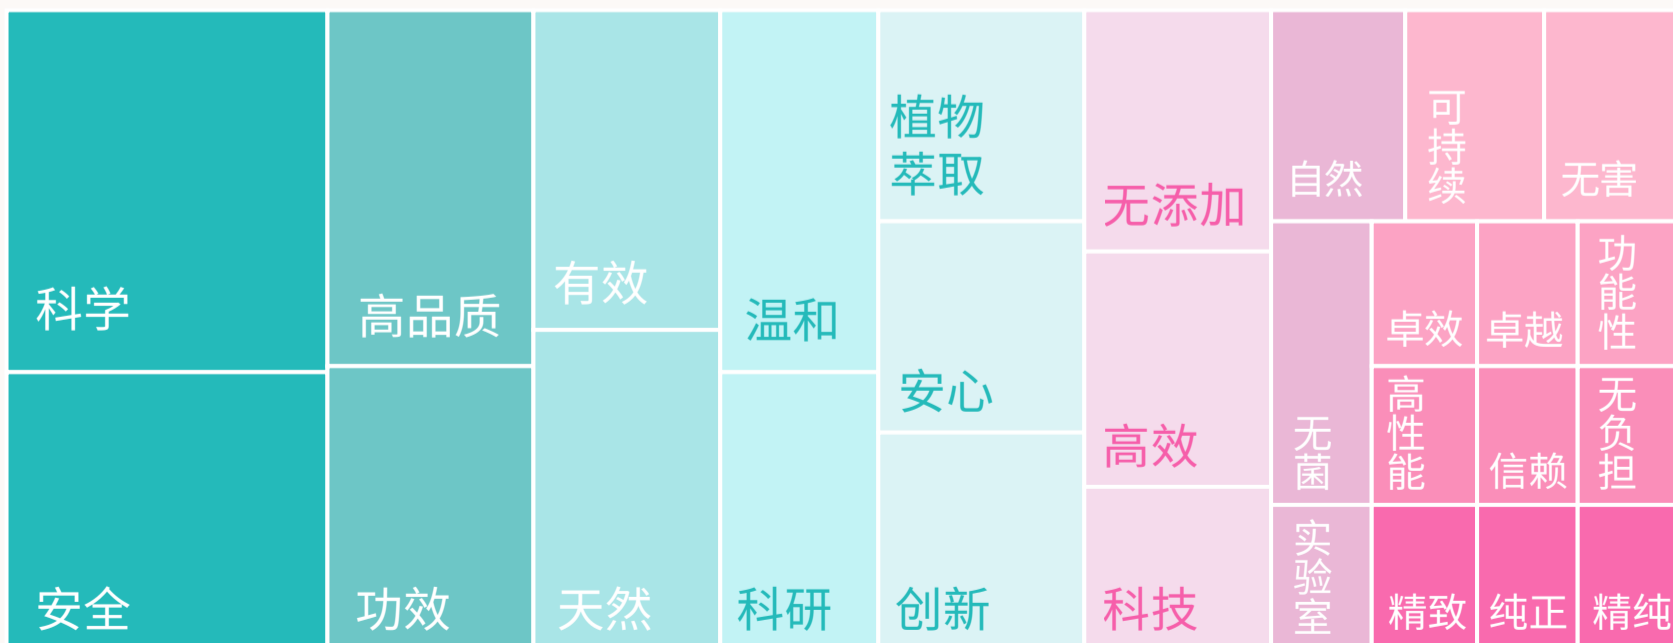 科学
安全
高品质
功效
有效
天然
温和
科研
植物
萃取
安心
创新
无添加
高效
科技
自然
可持续
无害
无菌
实验室
卓效
卓越
功能性
高性能
信赖
无负担
精致
纯正
精纯